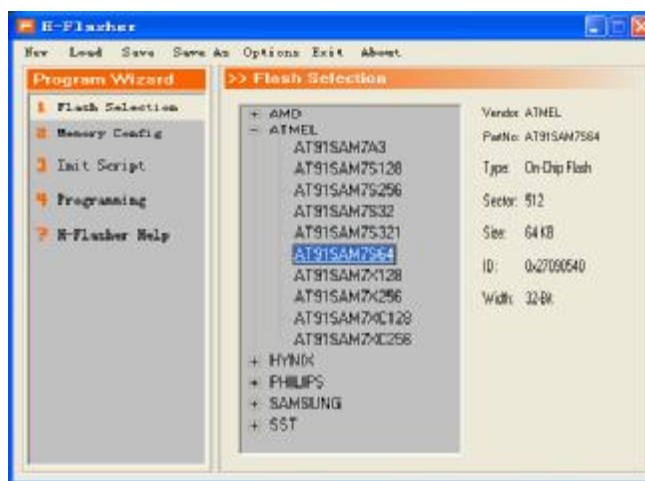 H-Flasher
New Load Save Save As Options Exit About
Program Wizard
1 Flash Selection
2 Memory Config
3 Init Script
4 Programming
? H-Flasher Help
>> Flash Selection
+ AMD
- ATMEL
AT91SAM7A3
AT91SAM7S128
AT91SAM7S256
AT91SAM7S32
AT91SAM7S321
AT91SAM7S64
AT91SAM7X128
AT91SAM7X256
AT91SAM7XC128
AT91SAM7XC256
+ HYNIX
+ PHILIPS
+ SAMSUNG
+ SST
Vendor: ATMEL
PartNo: AT91SAM7S64
Type: On-Chip Flash
Sector: 512
Size: 64 KB
ID: 0x27090540
Width: 32-Bit